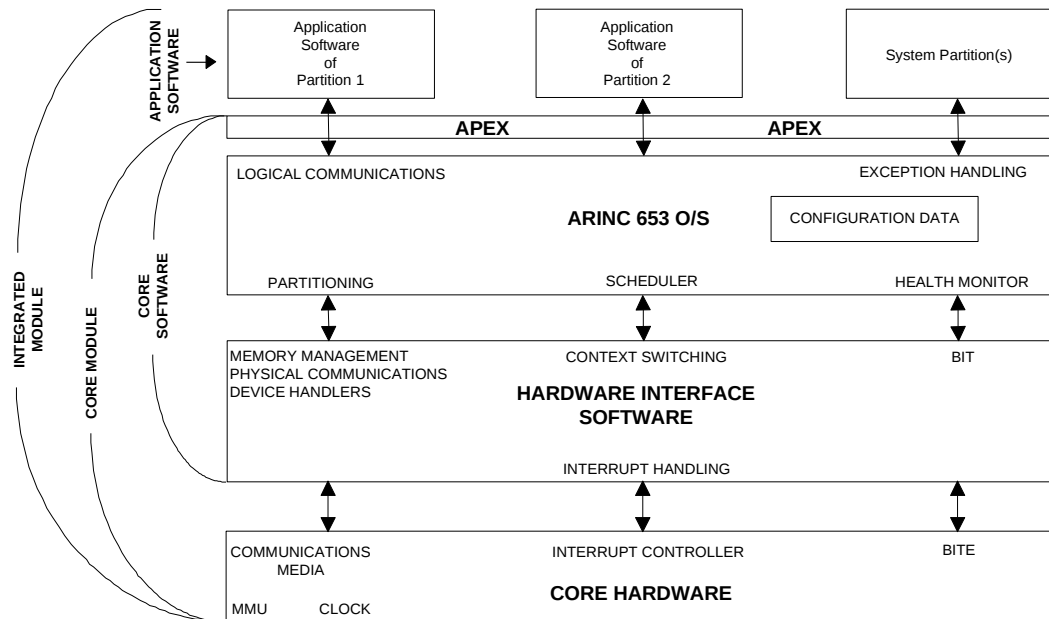 Application
Software
of
Partition 1
Application
Software
of
Partition 2
System Partition(s)
APPLICATION
SOFTWARE
APEX
APEX
LOGICAL COMMUNICATIONS
EXCEPTION HANDLING
ARINC 653 O/S
CONFIGURATION DATA
PARTITIONING
SCHEDULER
HEALTH MONITOR
INTEGRATED
MODULE
CORE MODULE
CORE
SOFTWARE
MEMORY MANAGEMENT
PHYSICAL COMMUNICATIONS
DEVICE HANDLERS
CONTEXT SWITCHING
BIT
HARDWARE INTERFACE
SOFTWARE
INTERRUPT HANDLING
COMMUNICATIONS
MEDIA
INTERRUPT CONTROLLER
BITE
CORE HARDWARE
MMU
CLOCK